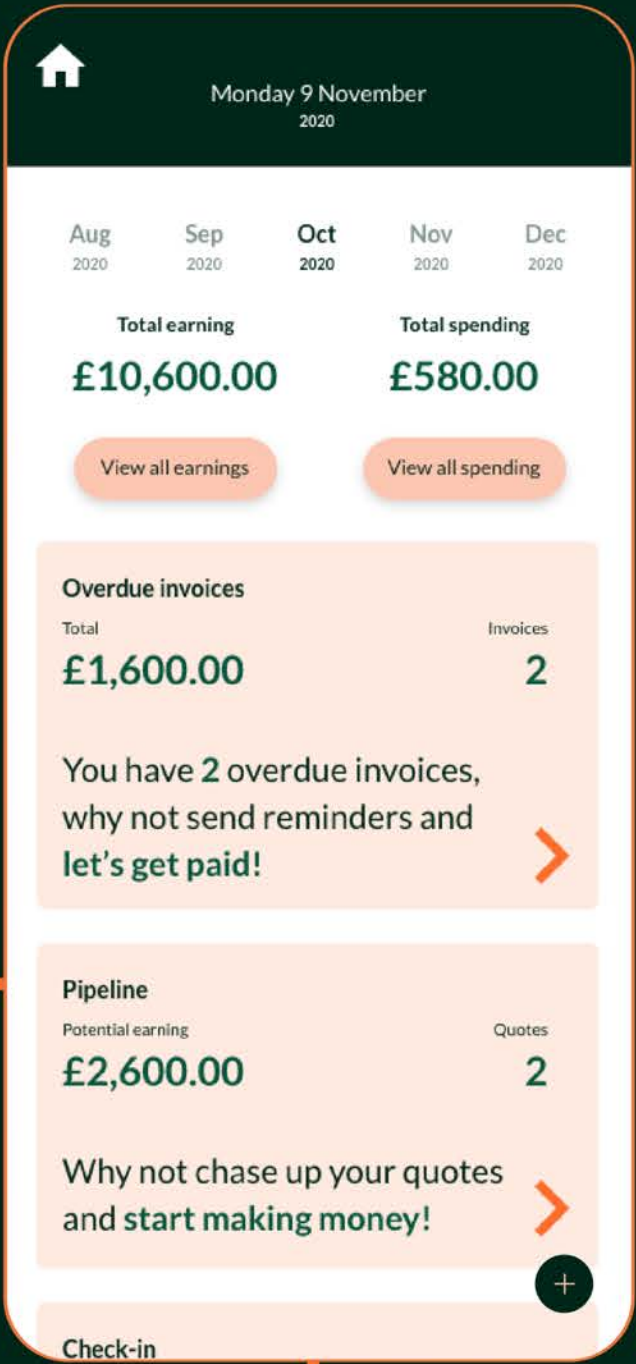 Monday 9 November
2020
Aug Sep Oct Nov Dec
2020 2020 2020 2020 2020
Total earning Total spending
£10,600.00 £580.00
View all earnings View all spending
Overdue invoices
Total Invoices
£1,600.00 2
You have 2 overdue invoices,
why not send reminders and
let's get paid!
Pipeline
Potential earning Quotes
£2,600.00 2
Why not chase up your quotes
and start making money!
+
Check-in